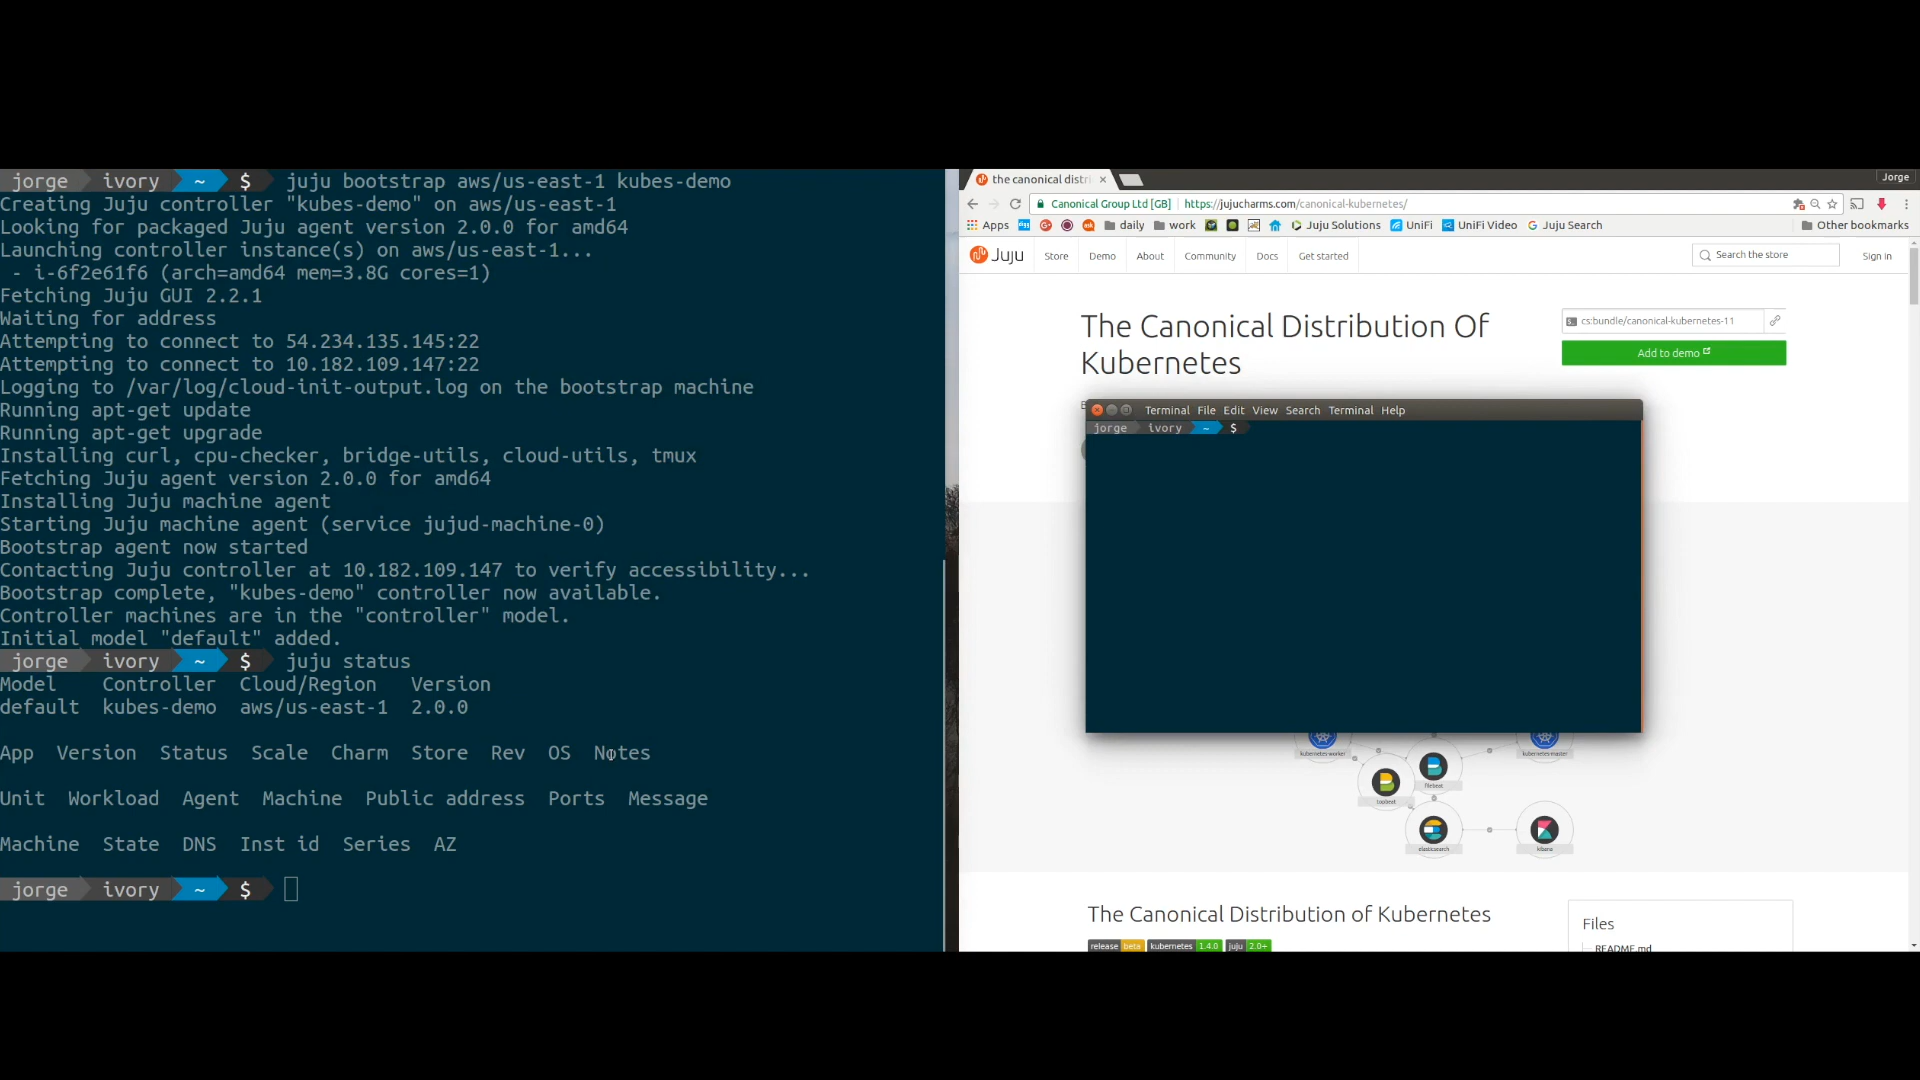 jorge ivory ~ $ juju bootstrap aws/us-east-1 kubes-demo
Creating Juju controller "kubes-demo" on aws/us-east-1
Looking for packaged Juju agent version 2.0.0 for amd64
Launching controller instance(s) on aws/us-east-1...
- i-6f2e61f6 (arch=amd64 mem=3.8G cores=1)
Fetching Juju GUI 2.2.1
Waiting for address
Attempting to connect to 54.234.135.145:22
Attempting to connect to 10.182.109.147:22
Logging to /var/log/cloud-init-output.log on the bootstrap machine
Running apt-get update
Running apt-get upgrade
Installing curl, cpu-checker, bridge-utils, cloud-utils, tmux
Fetching Juju agent version 2.0.0 for amd64
Installing Juju machine agent
Starting Juju machine agent (service jujud-machine-0)
Bootstrap agent now started
Contacting Juju controller at 10.182.109.147 to verify accessibility...
Bootstrap complete, "kubes-demo" controller now available.
Controller machines are in the "controller" model.
Initial model "default" added.
jorge ivory ~ $ juju status
Model Controller Cloud/Region Version
default kubes-demo aws/us-east-1 2.0.0
App Version Status Scale Charm Store Rev OS Notes
Unit Workload Agent Machine Public address Ports Message
Machine State DNS Inst id Series AZ
jorge ivory ~ $
the canonical distri
Jorge
Canonical Group Ltd [GB] https://jujucharms.com/canonical-kubernetes/
Apps daily work Juju Solutions UniFi UniFi Video Juju Search Other bookmarks
Juju Store Demo About Community Docs Get started Search the store Sign in
The Canonical Distribution Of
Kubernetes
cs:bundle/canonical-kubernetes-11
Add to demo
Terminal File Edit View Search Terminal Help
jorge ivory ~ $
kubernetes-worker kubernetes-master
topbeat filebeat
elasticsearch kibana
The Canonical Distribution of Kubernetes
release beta kubernetes 1.4.0 juju 2.0+
Files
README.md